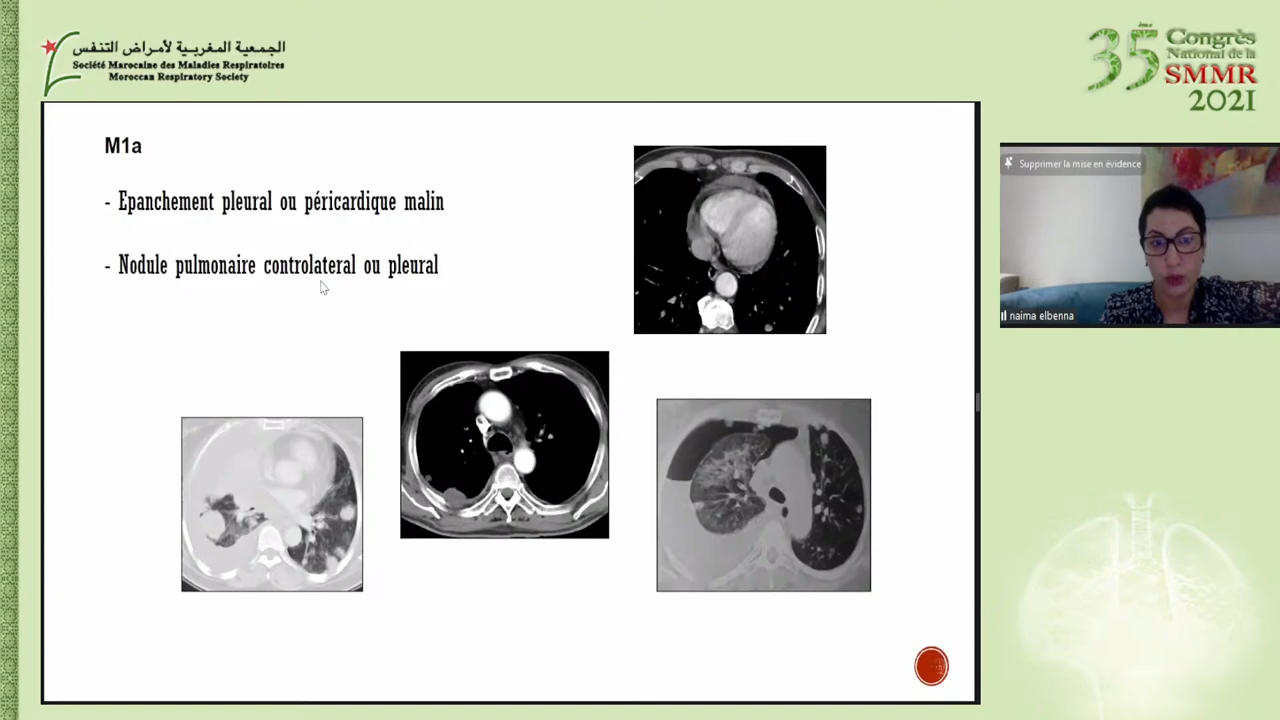 الجمعية المغربية لأمراض التنفس
Société Marocaine des Maladies Respiratoires
Moroccan Respiratory Society
35ème Congrès
National de la
SMMR
2021
M1a
- Epanchement pleural ou péricardique malin
- Nodule pulmonaire controlateral ou pleural
Supprimer la mise en évidence
naima elbenna